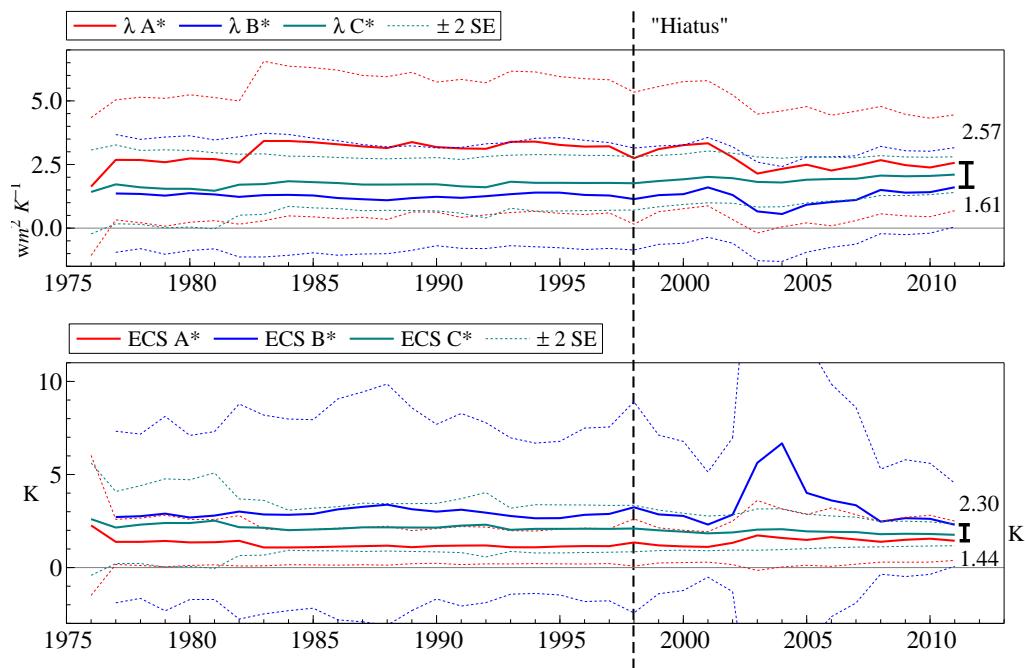 λ A* λ B* λ C* ± 2 SE "Hiatus"
5.0
2.57
2.5
1.61
0.0
wm² K⁻¹
1975 1980 1985 1990 1995 2000 2005 2010
ECS A* ECS B* ECS C* ± 2 SE
10
5
K
2.30
K
1.44
0
1975 1980 1985 1990 1995 2000 2005 2010